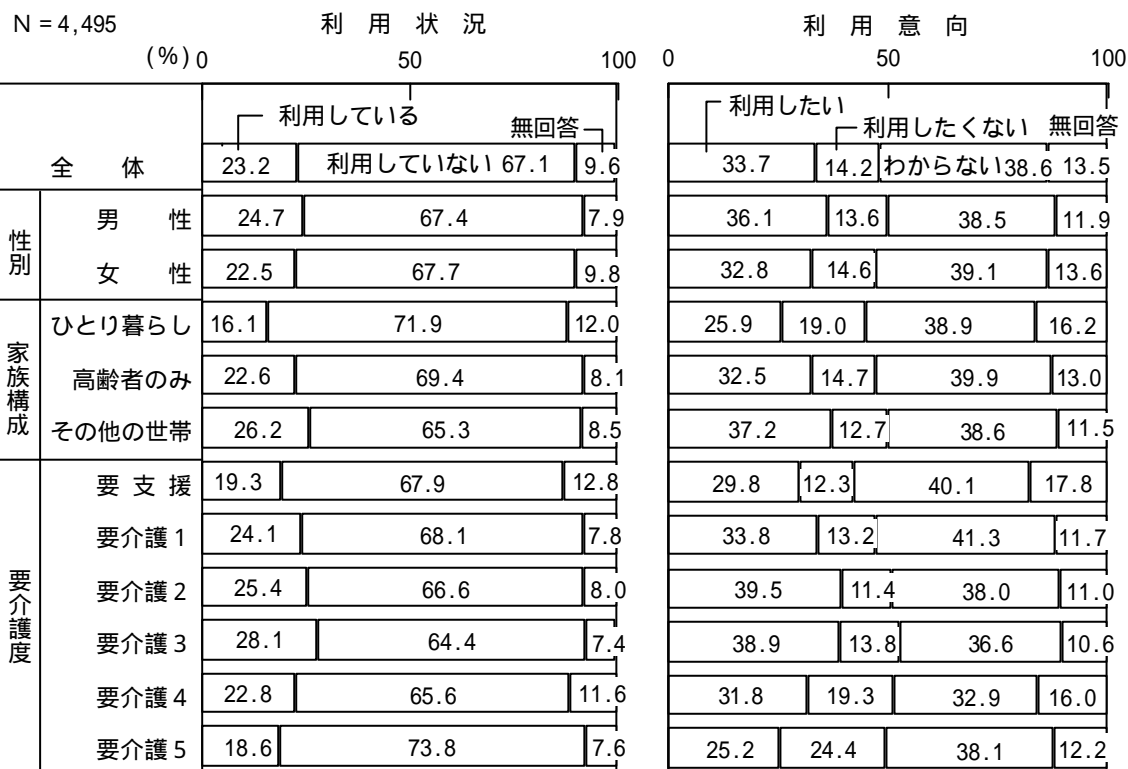 N = 4,495 利用状況 利用意向
(%) 0 50 100 0 50 100
利用している 無回答 利用したい 利用したくない 無回答
全体 23.2 利用していない 67.1 9.6 33.7 14.2 わからない 38.6 13.5
性別
男性 24.7 67.4 7.9 36.1 13.6 38.5 11.9
女性 22.5 67.7 9.8 32.8 14.6 39.1 13.6
家族構成
ひとり暮らし 16.1 71.9 12.0 25.9 19.0 38.9 16.2
高齢者のみ 22.6 69.4 8.1 32.5 14.7 39.9 13.0
その他の世帯 26.2 65.3 8.5 37.2 12.7 38.6 11.5
要介護度
要支援 19.3 67.9 12.8 29.8 12.3 40.1 17.8
要介護1 24.1 68.1 7.8 33.8 13.2 41.3 11.7
要介護2 25.4 66.6 8.0 39.5 11.4 38.0 11.0
要介護3 28.1 64.4 7.4 38.9 13.8 36.6 10.6
要介護4 22.8 65.6 11.6 31.8 19.3 32.9 16.0
要介護5 18.6 73.8 7.6 25.2 24.4 38.1 12.2